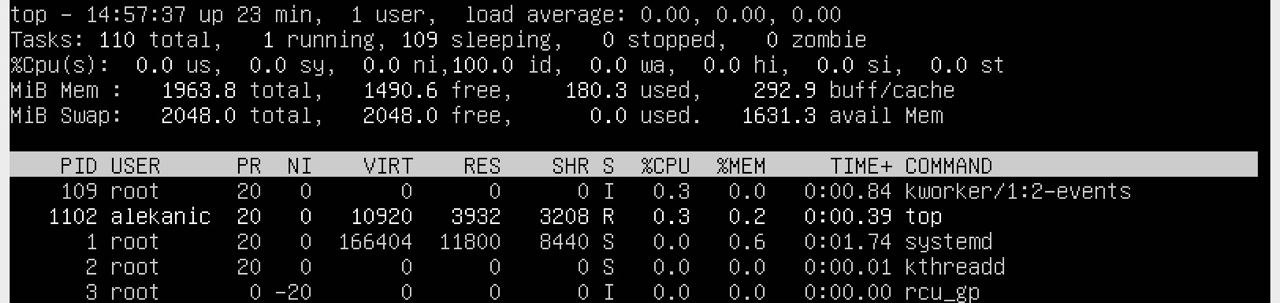 top - 14:57:37 up 23 min,  1 user,  load average: 0.00, 0.00, 0.00
Tasks: 110 total,   1 running, 109 sleeping,   0 stopped,   0 zombie
%Cpu(s):  0.0 us,  0.0 sy,  0.0 ni,100.0 id,  0.0 wa,  0.0 hi,  0.0 si,  0.0 st
MiB Mem :   1963.8 total,   1490.6 free,    180.3 used,    292.9 buff/cache
MiB Swap:   2048.0 total,   2048.0 free,      0.0 used.   1631.3 avail Mem
    PID USER      PR  NI    VIRT    RES    SHR S  %CPU  %MEM     TIME+ COMMAND
    109 root      20   0       0      0      0 I   0.3   0.0   0:00.84 kworker/1:2-events
   1102 alekanic  20   0   10920   3932   3208 R   0.3   0.2   0:00.39 top
      1 root      20   0  166404  11800   8440 S   0.0   0.6   0:01.74 systemd
      2 root      20   0       0      0      0 S   0.0   0.0   0:00.01 kthreadd
      3 root       0 -20       0      0      0 I   0.0   0.0   0:00.00 rcu_gp